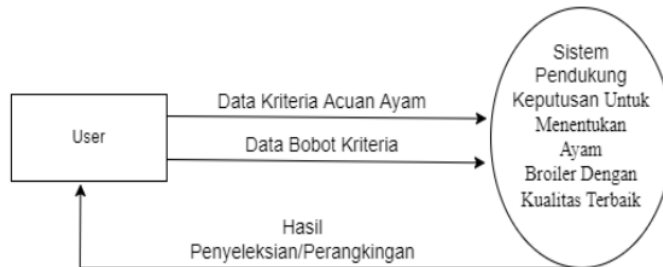 User
Data Kriteria Acuan Ayam
Data Bobot Kriteria
Sistem
Pendukung
Keputusan Untuk
Menentukan
Ayam
Broiler Dengan
Kualitas Terbaik
Hasil
Penyeleksian/Perangkingan